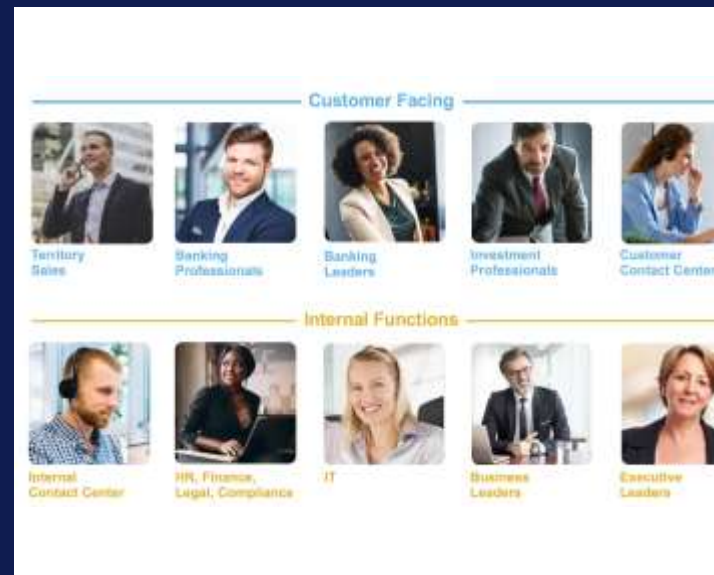 Customer Facing
Territory
Sales
Banking
Professionals
Banking
Leaders
Investment
Professionals
Customer
Contact Center
Internal Functions
Internal
Contact Center
HR, Finance,
Legal, Compliance
IT
Business
Leaders
Executive
Leaders